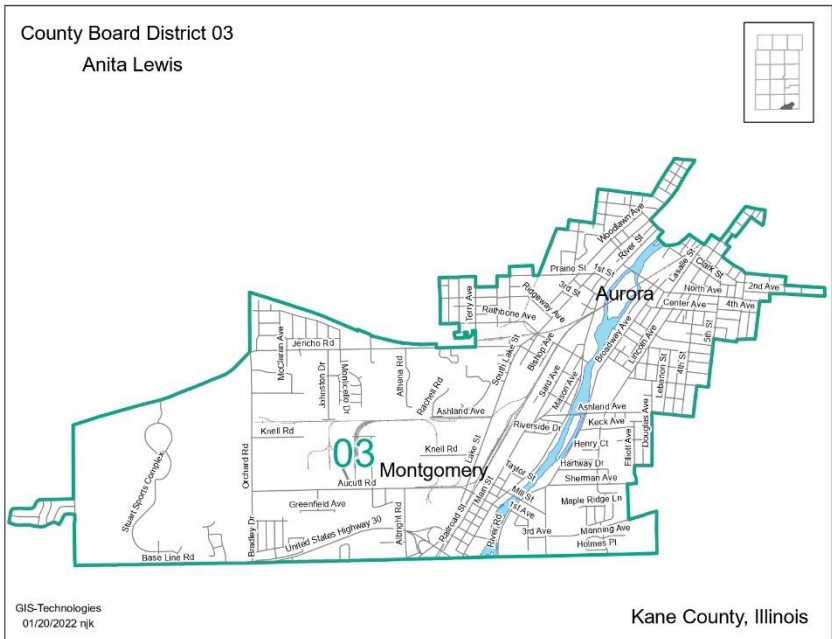 County Board District 03
Anita Lewis
Woodlawn Ave
River St
Lasalle St
Clark St
Prairie St
1st St
3rd St
Aurora
North Ave
2nd Ave
Terry Ave
Ridgeway Ave
Rathbone Ave
Center Ave
4th Ave
5th St
Broadway Ave
Lincoln Ave
McClaran Ave
Jericho Rd
South Lake St
Bishop Ave
Johnston Dr
Monticello Dr
Athena Rd
Rachell Rd
Sard Ave
Mason Ave
Lebanon St
4th St
Ashland Ave
Ashland Ave
Douglas Ave
Riverside Dr
Keck Ave
Knell Rd
03
Knell Rd
Lake St
Henry Ct
Elliott Ave
Stuart Sports Complex
Orchard Rd
Montgomery
Taylor St
Hartway Dr
Aucutt Rd
Main St
Mill St
Sherman Ave
Greenfield Ave
1st Ave
Maple Ridge Ln
Bradley Dr
United States Highway 30
Albright Rd
Railroad St
River Rd
3rd Ave
Manning Ave
Base Line Rd
Holmes Pl
GIS-Technologies
01/20/2022 njk
Kane County, Illinois